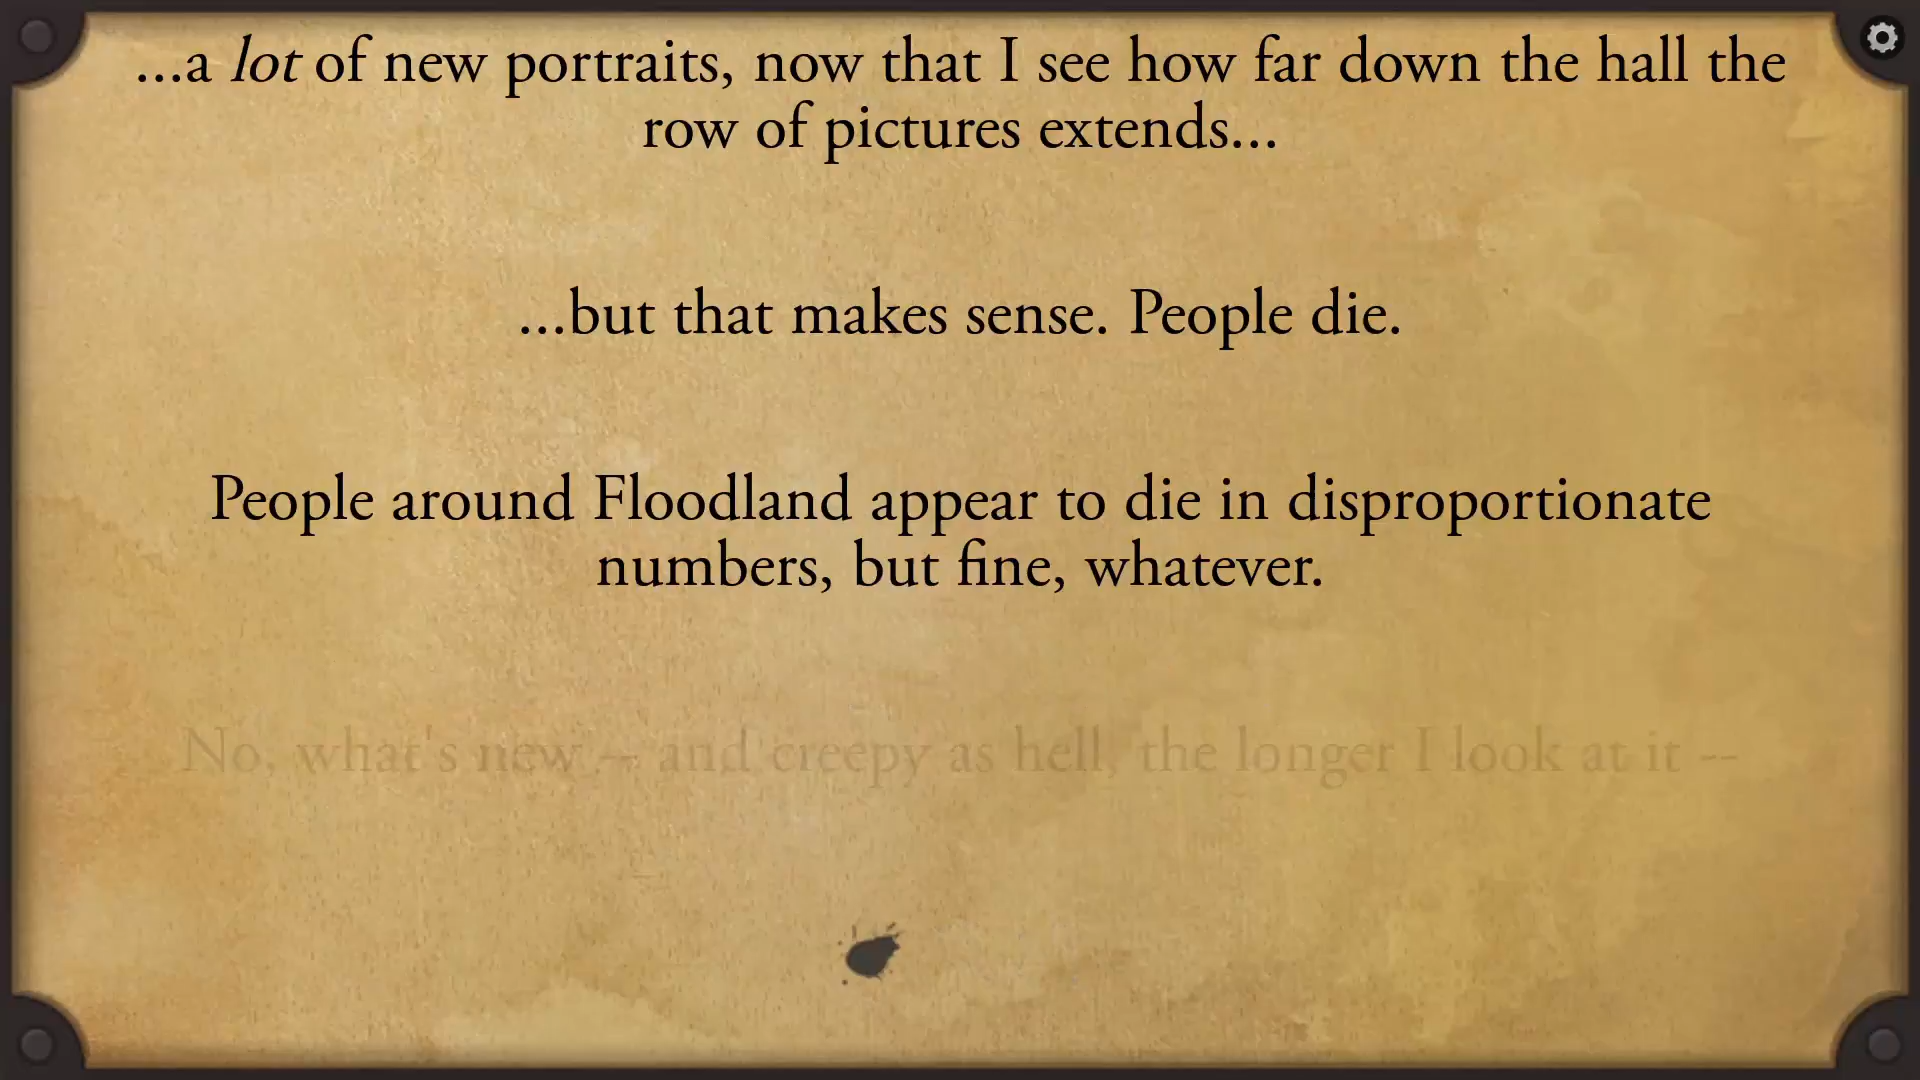 ...a lot of new portraits, now that I see how far down the hall the
row of pictures extends...
...but that makes sense. People die.
People around Floodland appear to die in disproportionate
numbers, but fine, whatever.
No, what's new -- and creepy as hell, the longer I look at it --